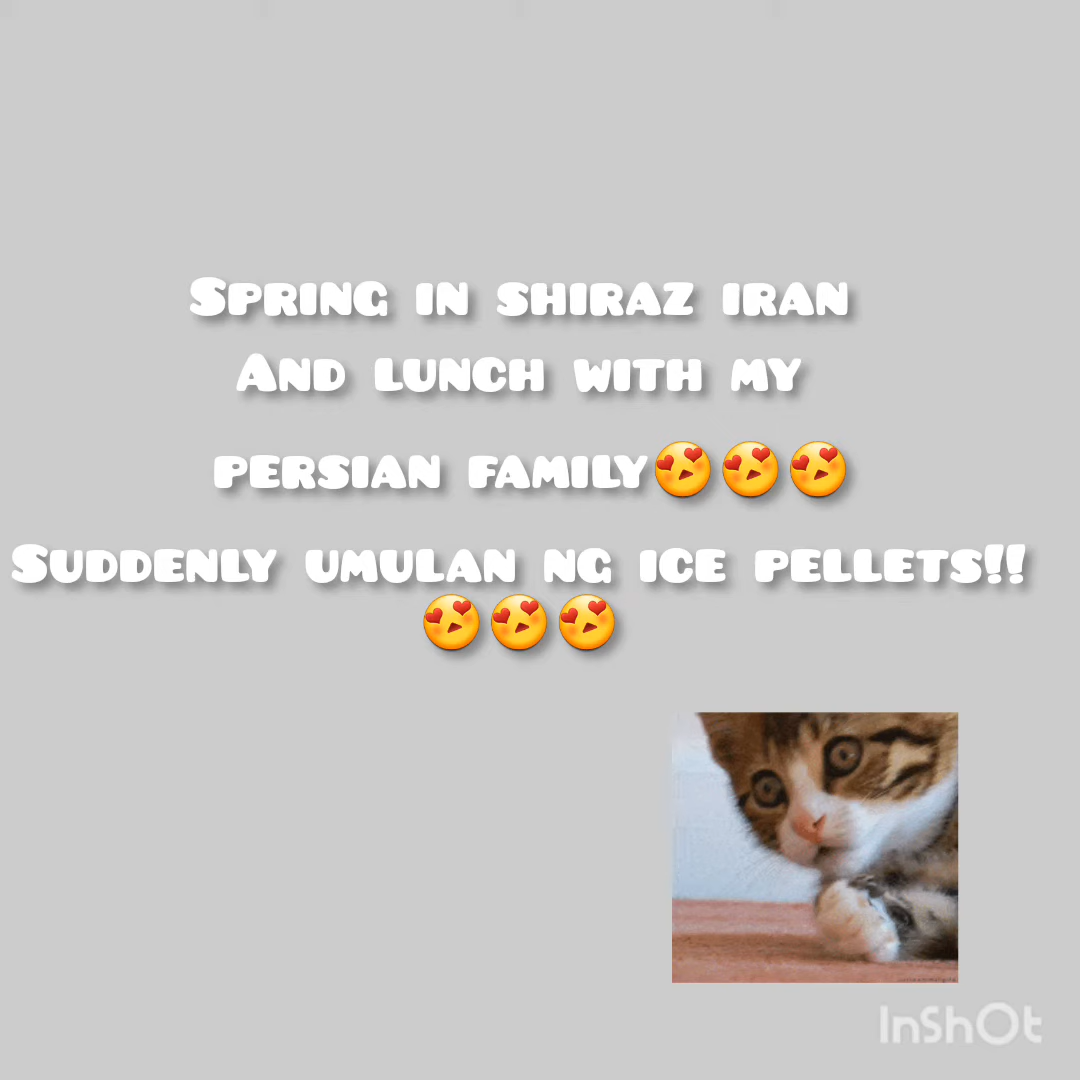 Spring in shiraz iran
And lunch with my
persian family😍😍😍
Suddenly umulan ng ice pellets!!
😍😍😍
InShOt